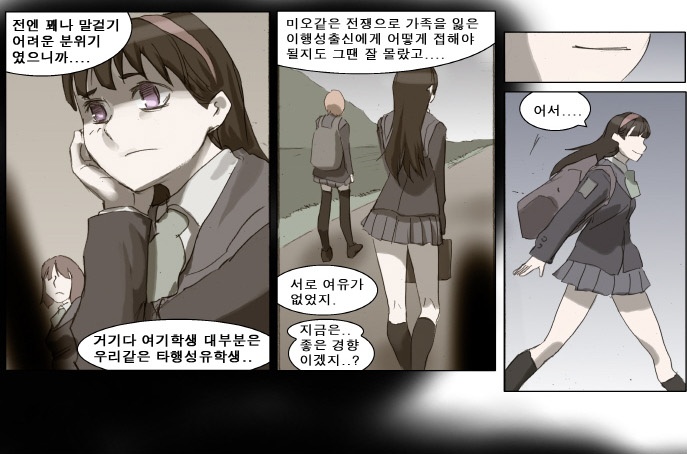 전엔 꽤나 말걸기
어려운 분위기
였으니까....
거기다 여기학생 대부분은
우리같은 타행성유학생..
미오같은 전쟁으로 가족을 잃은
이행성출신에게 어떻게 접해야
될지도 그땐 잘 몰랐고....
서로 여유가
없었지.
지금은..
좋은 경향
이겠지..?
어서....